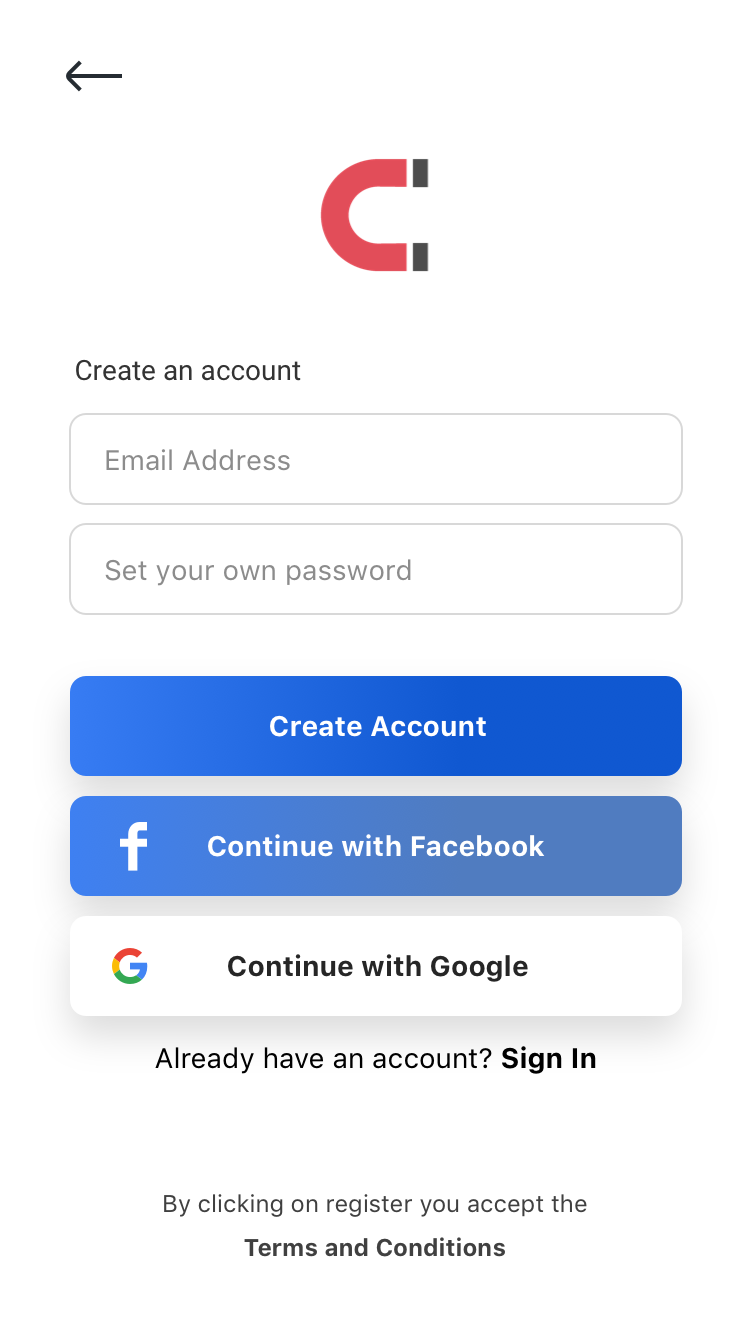 Create an account
Email Address
Set your own password
Create Account
Continue with Facebook
Continue with Google
Already have an account? Sign In
By clicking on register you accept the
Terms and Conditions